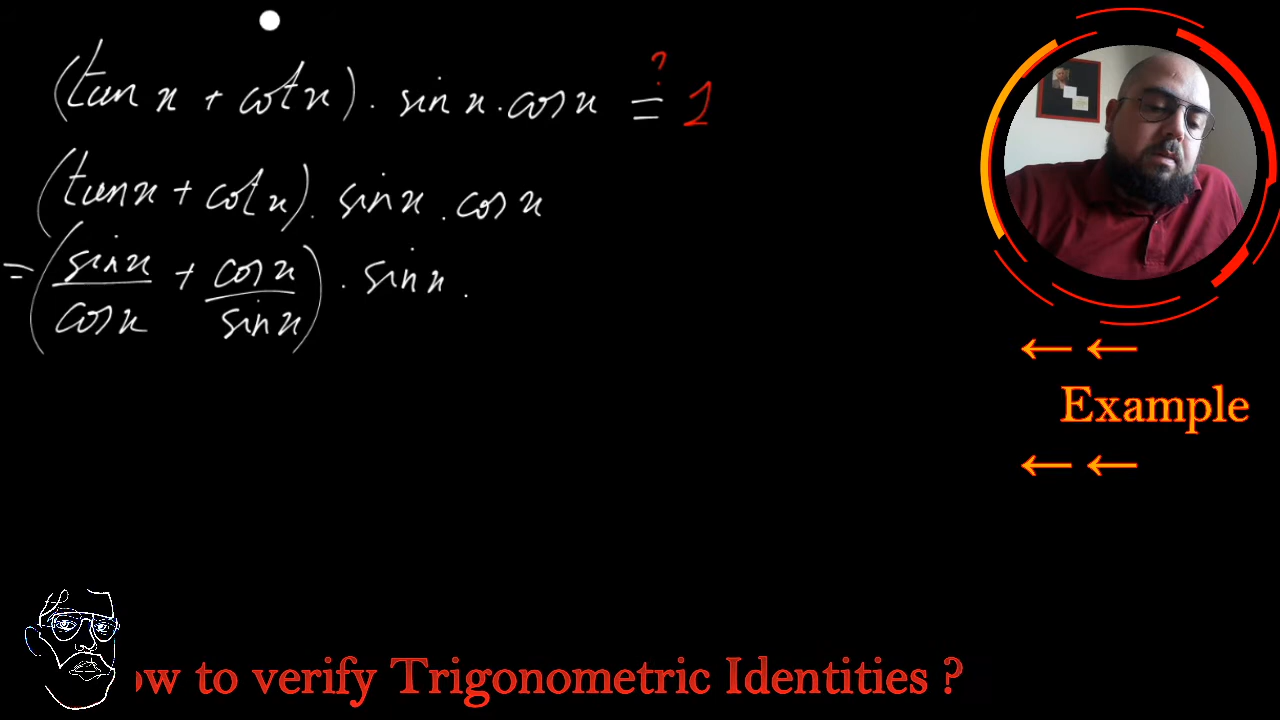 (tan x + cot x) . sin x . cos x =? 1
(tan x + cot x) . sin x . cos x
= (sin x / cos x + cos x / sin x) . sin x .
← ←
Example
← ←
ow to verify Trigonometric Identities ?